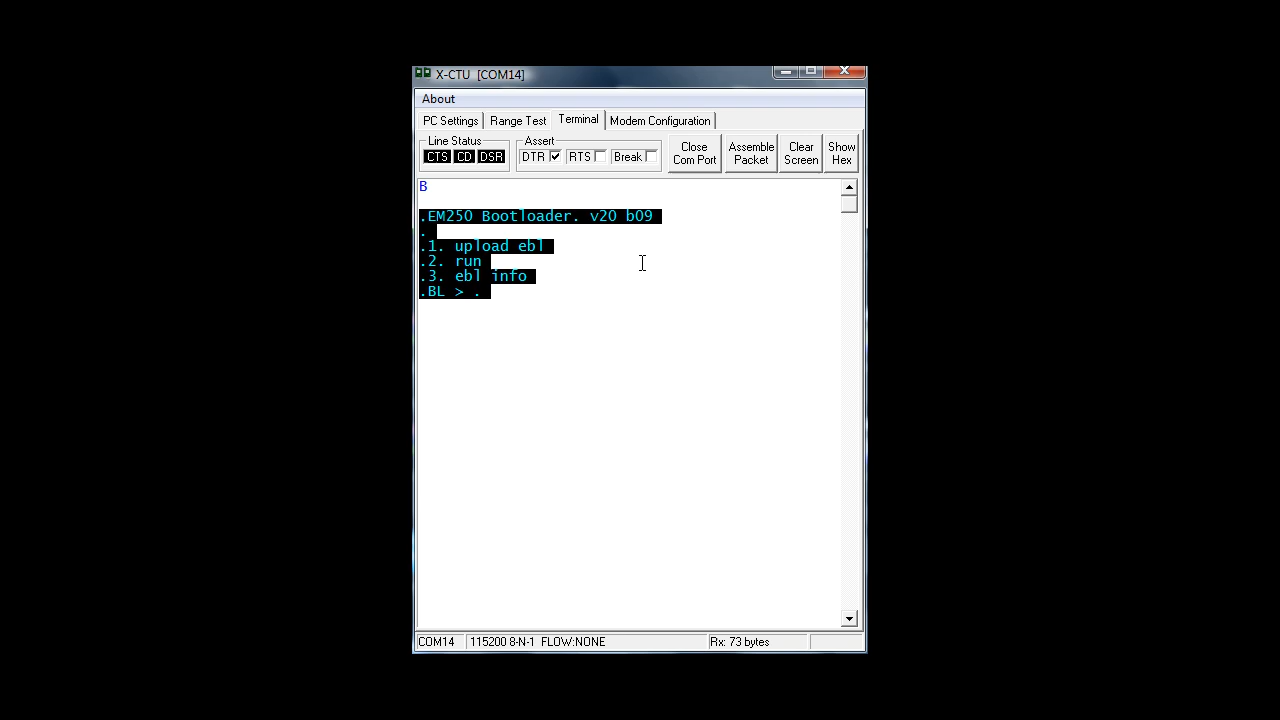 X-CTU [COM14]
About
PC Settings Range Test Terminal Modem Configuration
Line Status Assert
CTS CD DSR DTR RTS Break
Close Com Port
Assemble Packet
Clear Screen
Show Hex
B
.EM250 Bootloader. v20 b09
.
.1. upload ebl
.2. run
.3. ebl info
.BL > .
COM14 115200 8-N-1 FLOW:NONE Rx: 73 bytes